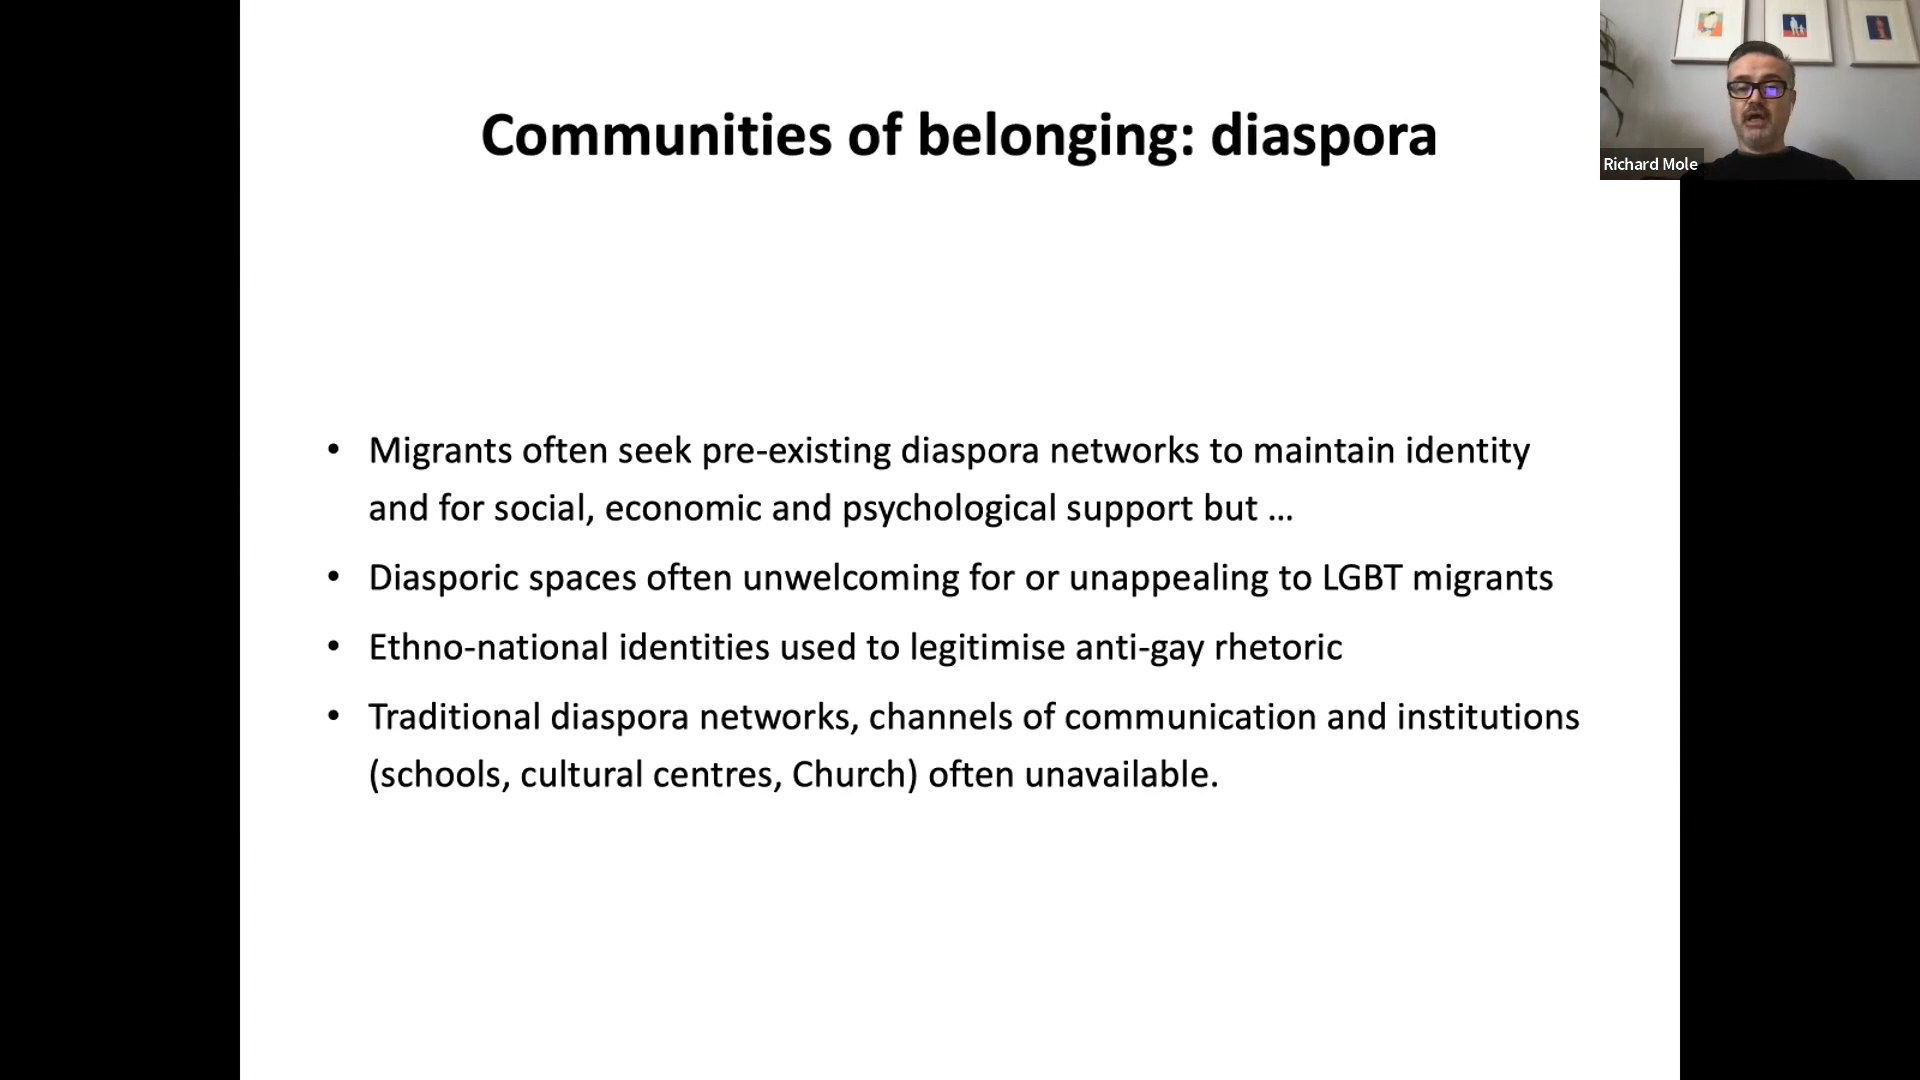 Communities of belonging: diaspora
Richard Mole
• Migrants often seek pre-existing diaspora networks to maintain identity
and for social, economic and psychological support but ...
• Diasporic spaces often unwelcoming for or unappealing to LGBT migrants
• Ethno-national identities used to legitimise anti-gay rhetoric
• Traditional diaspora networks, channels of communication and institutions
(schools, cultural centres, Church) often unavailable.